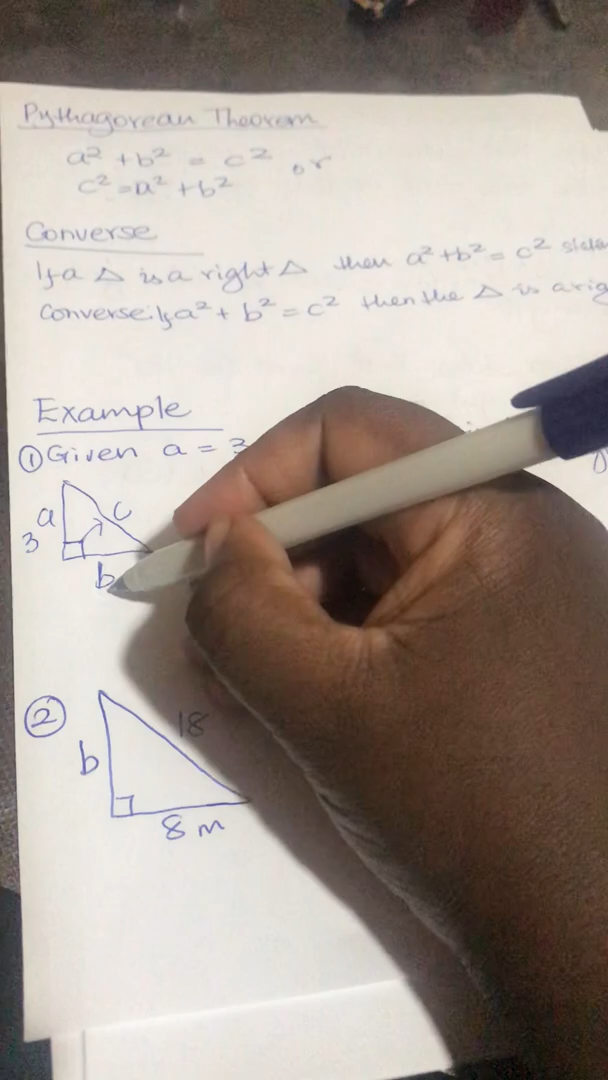 Pythagorean Theorem
a² + b² = c² or
c² = a² + b²
Converse
If a △ is a right △ then a² + b² = c²
Converse: If a² + b² = c² then the △ is a
Example
① Given a = 3
a
c
3
b
②
18
b
8 m